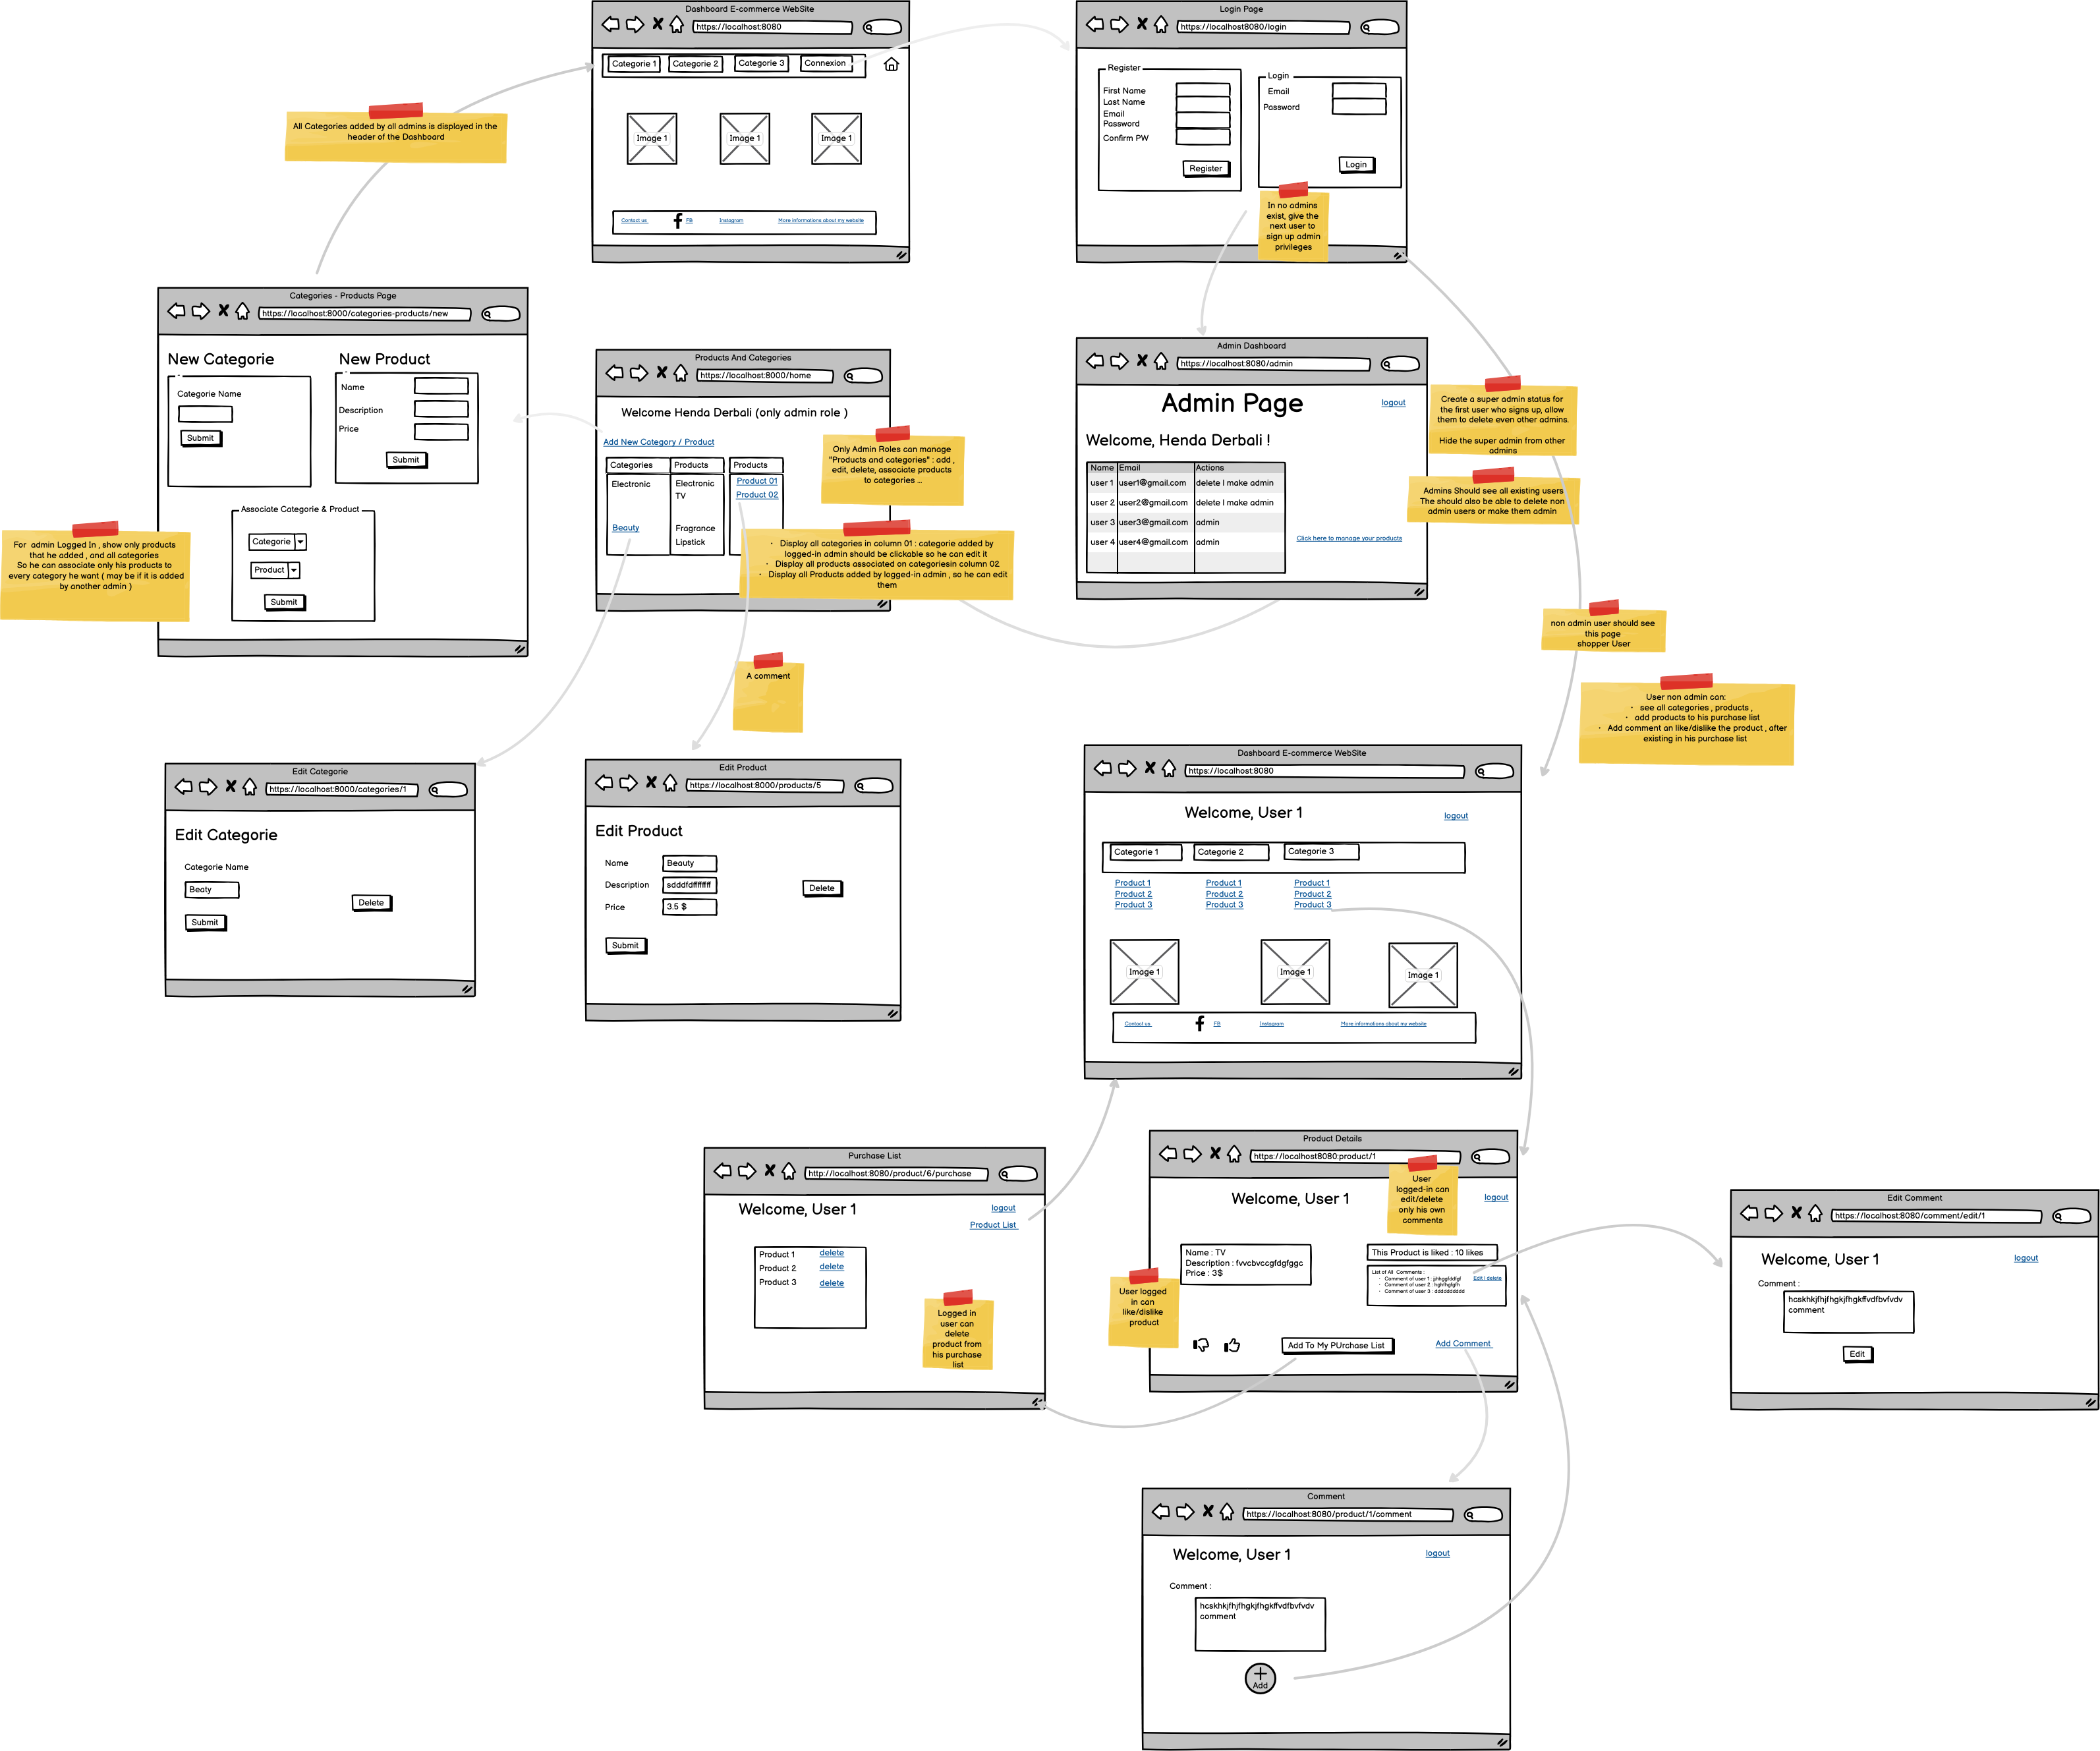 Dashboard E-commerce WebSite
https://localhost:8080
Categorie 1
Categorie 2
Categorie 3
Connexion
Image 1
Image 1
Image 1
Contact us
FB
Instagram
More informations about my website
Login Page
https://localhost8080/login
Register
First Name
Last Name
Email
Password
Confirm PW
Register
Login
Email
Password
Login
In no admins
exist, give the
next user to
sign up admin
privileges
All Categories added by all admins is displayed in the
header of the Dashboard
Categories - Products Page
https://localhost:8000/categories-products/new
New Categorie
Categorie Name
Submit
New Product
Name
Description
Price
Submit
Associate Categorie & Product
Categorie
Product
Submit
For admin Logged In , show only products
that he added , and all categories
So he can associate only his products to
every category he want ( may be if it is added
by another admin )
Products And Categories
https://localhost:8000/home
Welcome Henda Derbali (only admin role )
Add New Category / Product
Categories
Products
Products
Electronic
Beauty
Electronic
TV
Fragrance
Lipstick
Product 01
Product 02
Only Admin Roles can manage
"Products and categories" : add ,
edit, delete, associate products
to categories ...
· Display all categories in column 01 : categorie added by
logged-in admin should be clickable so he can edit it
· Display all products associated on categoriesin column 02
· Display all Products added by logged-in admin , so he can edit
them
Admin Dashboard
https://localhost:8080/admin
Admin Page
logout
Welcome, Henda Derbali !
Name Email Actions
user 1 user1@gmail.com delete I make admin
user 2 user2@gmail.com delete I make admin
user 3 user3@gmail.com admin
user 4 user4@gmail.com admin
Click here to manage your products
Create a super admin status for
the first user who signs up, allow
them to delete even other admins.
Hide the super admin from other
admins
Admins Should see all existing users
The should also be able to delete non
admin users or make them admin
non admin user should see
this page
shopper User
User non admin can:
· see all categories , products ,
· add products to his purchase list
· Add comment an like/dislike the product , after
existing in his purchase list
A comment
Edit Categorie
https://localhost:8000/categories/1
Edit Categorie
Categorie Name
Beaty
Submit
Delete
Edit Product
https://localhost:8000/products/5
Edit Product
Name
Beauty
Description
Price
3.5 $
Submit
Delete
Dashboard E-commerce WebSite
https://localhost:8080
Welcome, User 1
logout
Categorie 1
Categorie 2
Categorie 3
Product 1
Product 2
Product 3
Product 1
Product 2
Product 3
Product 1
Product 2
Product 3
Image 1
Image 1
Image 1
Contact us
FB
Instagram
More informations about my website
Purchase List
http://localhost:8080/product/6/purchase
Welcome, User 1
logout
Product List
Product 1 delete
Product 2 delete
Product 3 delete
Logged in
user can
delete
product from
his purchase
list
Product Details
https://localhost8080:product/1
Welcome, User 1
logout
User
logged-in can
edit/delete
only his own
comments
Name : TV
Description : fvvcbvccgfdgfggc
Price : 3$
This Product is liked : 10 likes
List of All Comments :
· Comment of user 1 : jhhggfddfgf
· Comment of user 2 : hghfhgfgfh
· Comment of user 3 : dddddddddd
Edit I delete
User logged
in can
like/dislike
product
Add To My PUrchase List
Add Comment
Edit Comment
https://localhost:8080/comment/edit/1
Welcome, User 1
logout
Comment :
hcskhkjfhjfhgkjfhgkffvdfbvfvdv
comment
Edit
Comment
https://localhost:8080/product/1/comment
Welcome, User 1
logout
Comment :
hcskhkjfhjfhgkjfhgkffvdfbvfvdv
comment
Add